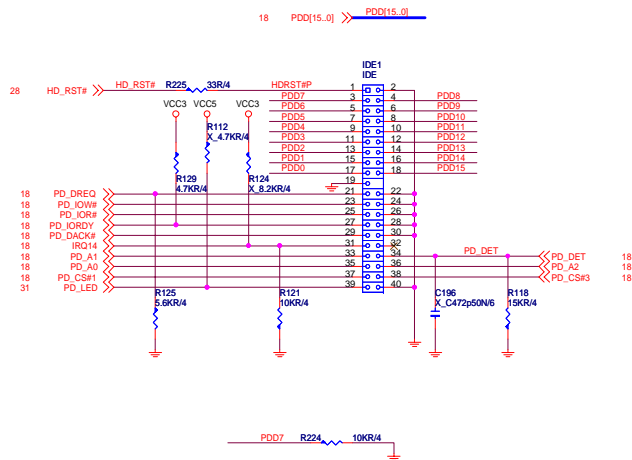 18 PDD[15..0] PDD[15..0]
IDE1
IDE
28 HD_RST# HD_RST# R225 33R/4 HDRST#P 1 2
PDD7 3 4 PDD8
VCC3 VCC5 VCC3 PDD6 5 6 PDD9
PDD5 7 8 PDD10
R112 PDD4 9 10 PDD11
X_4.7KR/4 PDD3 11 12 PDD12
PDD2 13 14 PDD13
PDD1 15 16 PDD14
PDD0 17 18 PDD15
R129 R124 19
4.7KR/4 X_8.2KR/4
18 PD_DREQ 21 22
18 PD_IOW# 23 24
18 PD_IOR# 25 26
18 PD_IORDY 27 28
18 PD_DACK# 29 30
18 IRQ14 31 32
18 PD_A1 33 34 PD_DET PD_DET 18
18 PD_A0 35 36 PD_A2 18
18 PD_CS#1 37 38 PD_CS#3 18
31 PD_LED 39 40
R125 R121 C196 R118
5.6KR/4 10KR/4 X_C472p50N/6 15KR/4
PDD7 R224 10KR/4